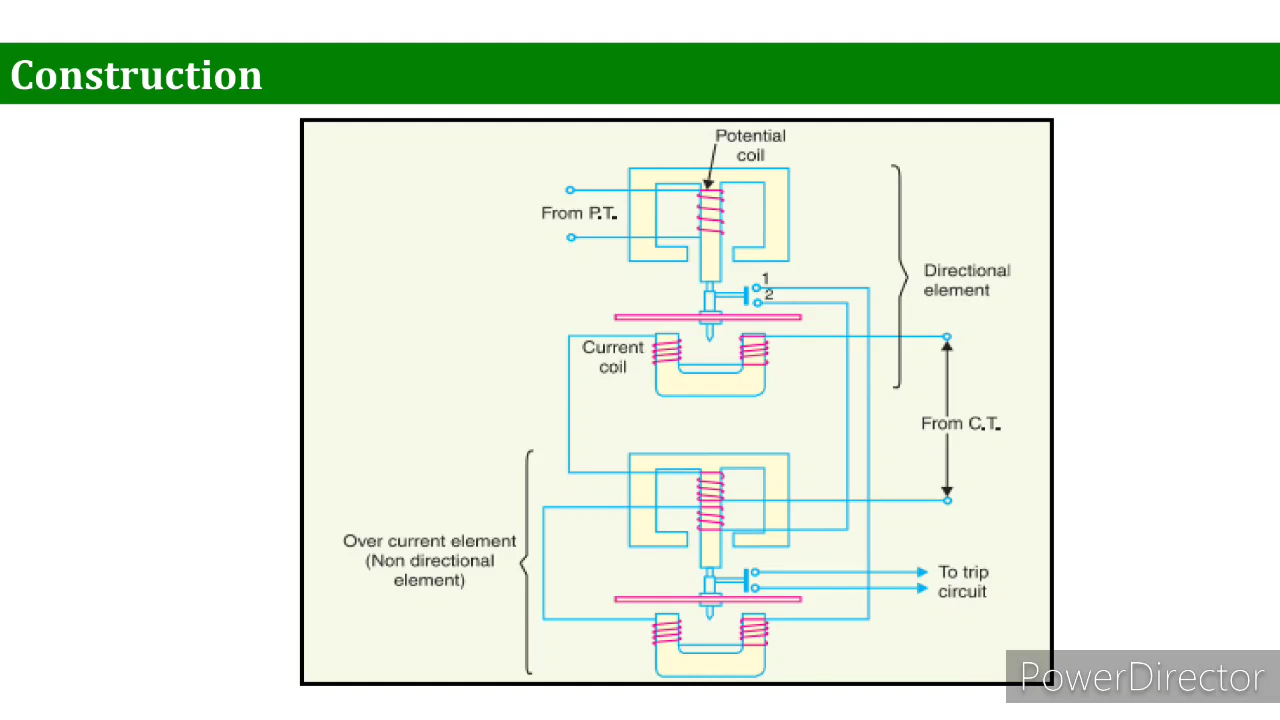 Construction
Potential
coil
From P.T.
1
2
Directional
element
Current
coil
From C.T.
Over current element
(Non directional
element)
To trip
circuit
PowerDirector